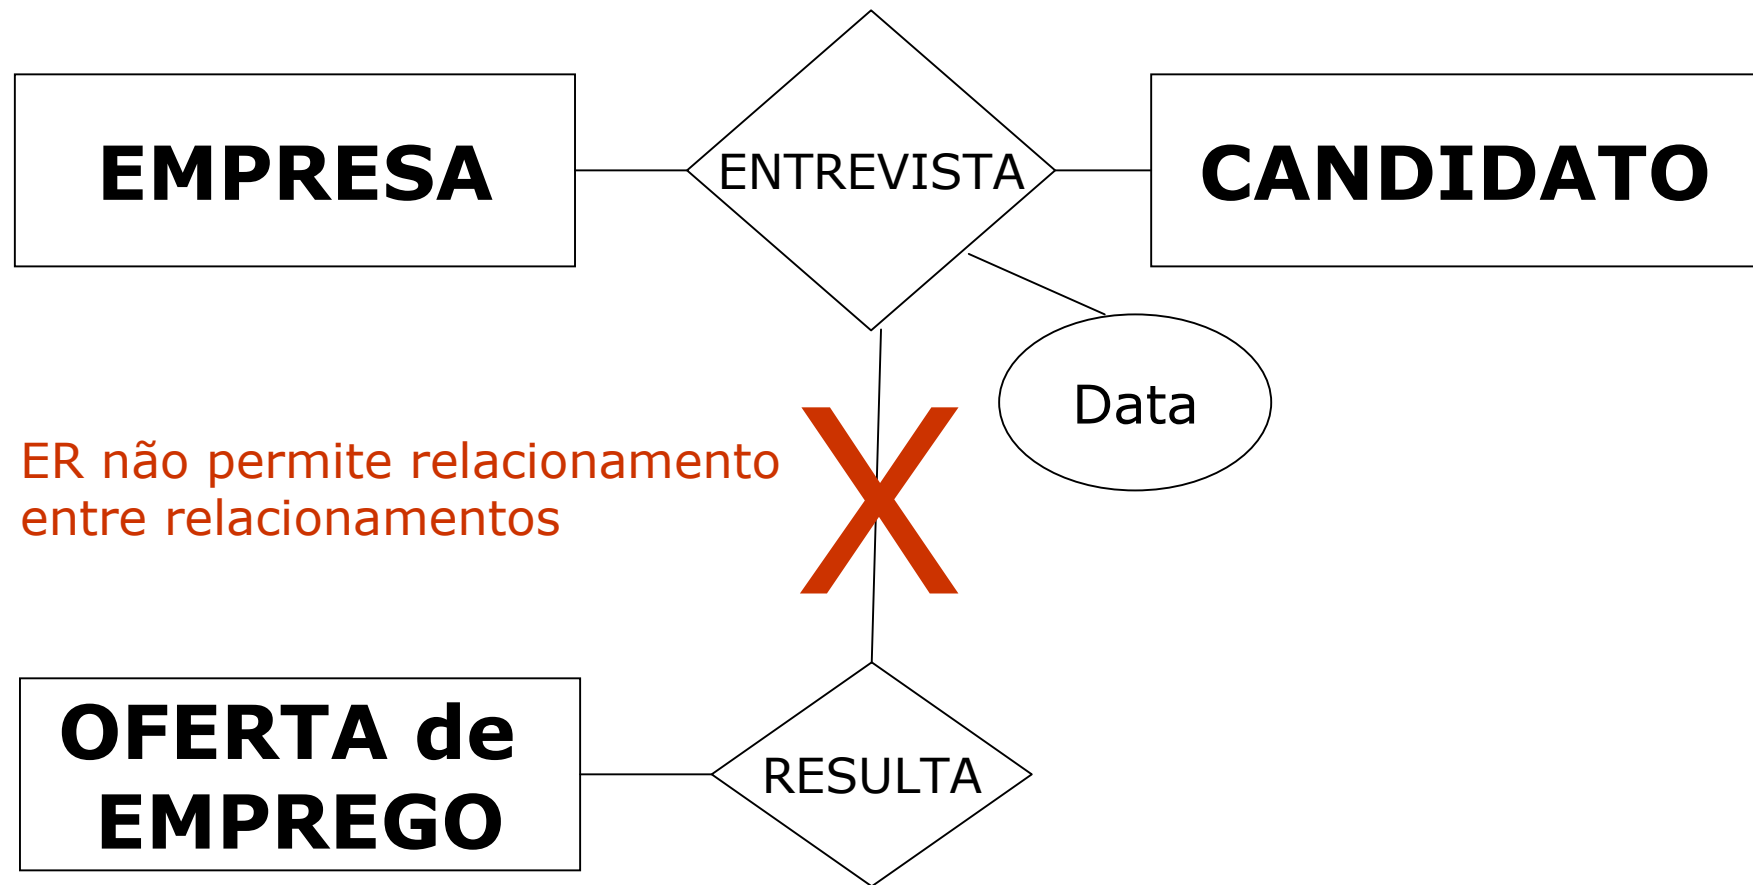 EMPRESA
ENTREVISTA
CANDIDATO
Data
ER não permite relacionamento
entre relacionamentos
X
OFERTA de
EMPREGO
RESULTA